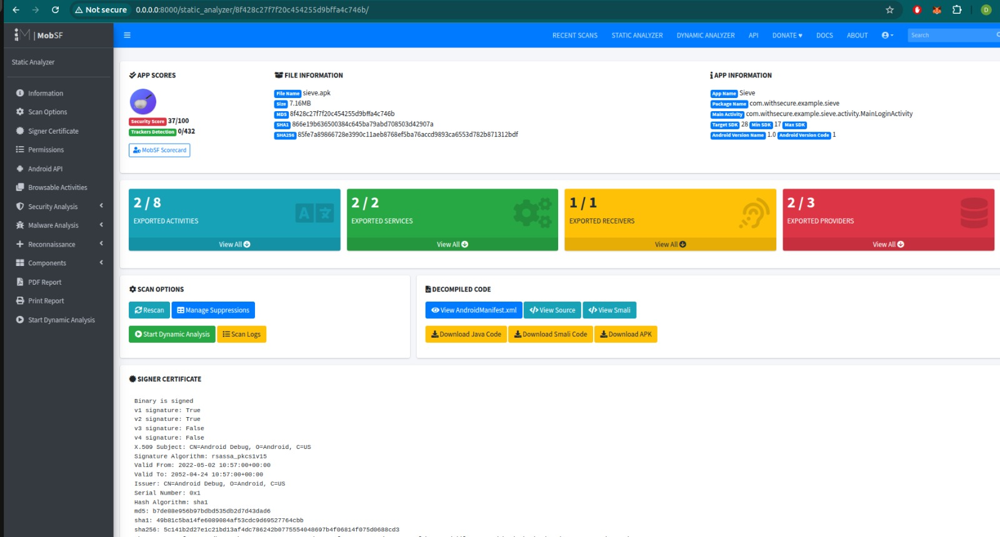 Not secure 0.0.0.0:8000/static_analyzer/8f428c27f7f20c454255d9bffa4c746b/ D
| MobSF
RECENT SCANS STATIC ANALYZER DYNAMIC ANALYZER API DONATE ♥ DOCS ABOUT Search
Static Analyzer
Information
Scan Options
Signer Certificate
Permissions
Android API
Browsable Activities
Security Analysis
Malware Analysis
Reconnaissance
Components
PDF Report
Print Report
Start Dynamic Analysis
APP SCORES
Security Score 37/100
Trackers Detection 0/432
MobSF Scorecard
FILE INFORMATION
File Name sieve.apk
Size 7.16MB
MD5 8f428c27f7f20c454255d9bffa4c746b
SHA1 866e19b636500384c645ba79abd708503d42907a
SHA256 85fe7a89866728e3990c11aeb8768ef5ba76accd9893ca6553d782b871312bdf
APP INFORMATION
App Name Sieve
Package Name com.withsecure.example.sieve
Main Activity com.withsecure.example.sieve.activity.MainLoginActivity
Target SDK 28 Min SDK 17 Max SDK
Android Version Name 1.0 Android Version Code 1
2 / 8
EXPORTED ACTIVITIES
View All
2 / 2
EXPORTED SERVICES
View All
1 / 1
EXPORTED RECEIVERS
View All
2 / 3
EXPORTED PROVIDERS
View All
SCAN OPTIONS
Rescan Manage Suppressions
Start Dynamic Analysis Scan Logs
DECOMPILED CODE
View AndroidManifest.xml View Source View Smali
Download Java Code Download Smali Code Download APK
SIGNER CERTIFICATE
Binary is signed
v1 signature: True
v2 signature: True
v3 signature: False
v4 signature: False
X.509 Subject: CN=Android Debug, O=Android, C=US
Signature Algorithm: rsassa_pkcs1v15
Valid From: 2022-05-02 10:57:00+00:00
Valid To: 2052-04-24 10:57:00+00:00
Issuer: CN=Android Debug, O=Android, C=US
Serial Number: 0x1
Hash Algorithm: sha1
md5: b7de88e956b97bdbd535db2d7d43dad6
sha1: 49b81c5ba14fe6089084af53cdc9d69527764cbb
sha256: 5c141b2d27e1c21bd13af4dc786242b0775554048697b4f06814f075d0688cd3